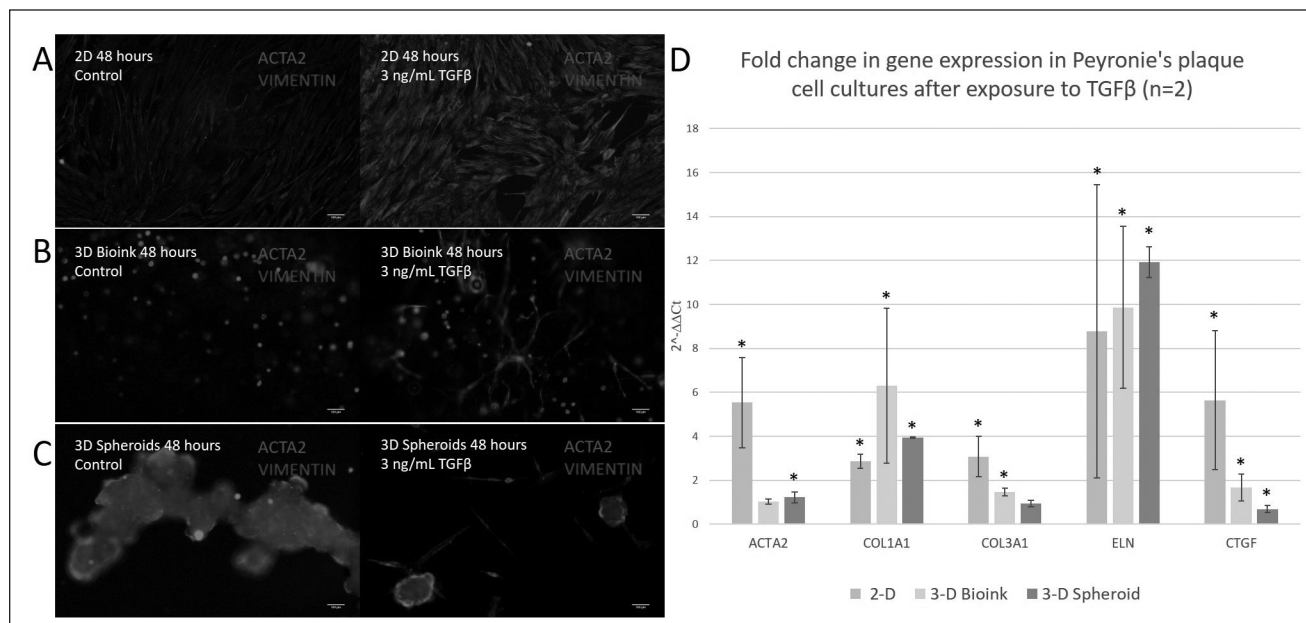 A
2D 48 hours
Control
ACTA2
VIMENTIN
2D 48 hours
3 ng/mL TGFβ
ACTA2
VIMENTIN
B
3D Bioink 48 hours
Control
ACTA2
VIMENTIN
3D Bioink 48 hours
3 ng/mL TGFβ
ACTA2
VIMENTIN
C
3D Spheroids 48 hours
Control
ACTA2
VIMENTIN
3D Spheroids 48 hours
3 ng/mL TGFβ
ACTA2
VIMENTIN
D
Fold change in gene expression in Peyronie's plaque
cell cultures after exposure to TGFβ (n=2)
2^-ΔΔCt
18
16
14
12
10
8
6
4
2
0
* * * * * * * * * * * * *
ACTA2 COL1A1 COL3A1 ELN CTGF
2-D 3-D Bioink 3-D Spheroid